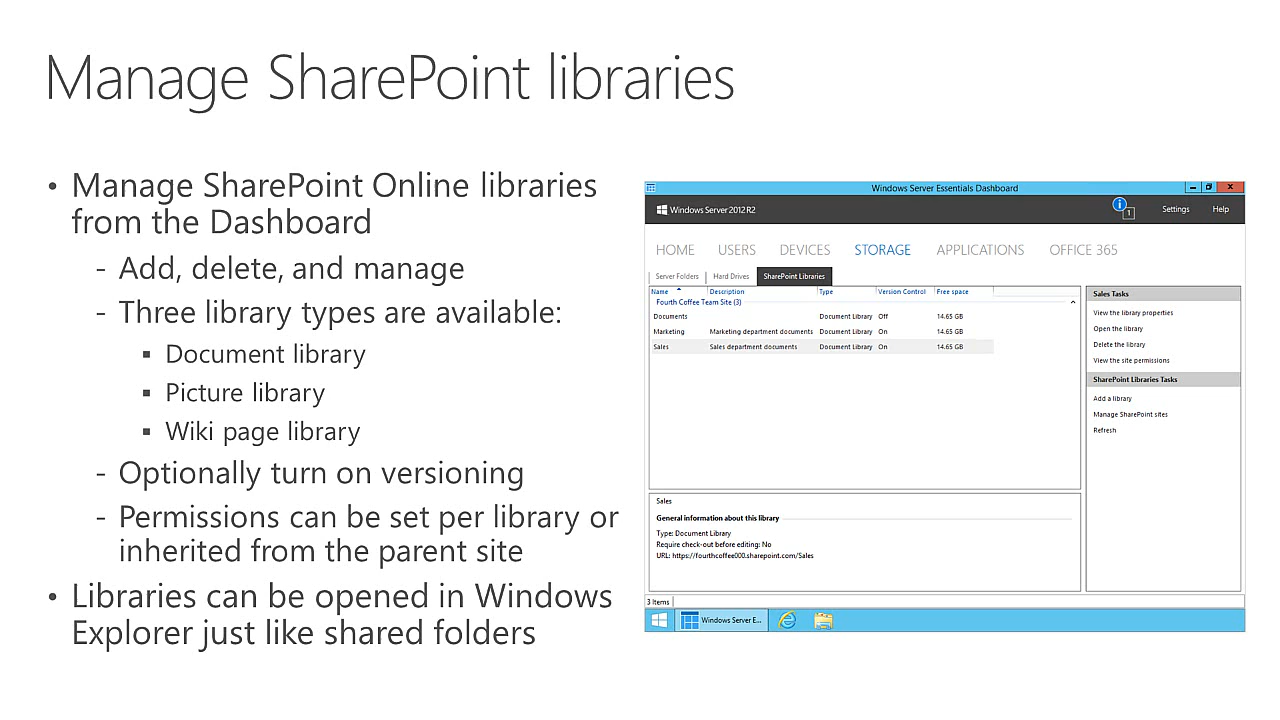 Manage SharePoint libraries
• Manage SharePoint Online libraries
from the Dashboard
- Add, delete, and manage
- Three library types are available:
▪ Document library
▪ Picture library
▪ Wiki page library
- Optionally turn on versioning
- Permissions can be set per library or
inherited from the parent site
• Libraries can be opened in Windows
Explorer just like shared folders
Windows Server Essentials Dashboard
Windows Server 2012 R2
1
Settings
Help
HOME USERS DEVICES STORAGE APPLICATIONS OFFICE 365
Server Folders Hard Drives SharePoint Libraries
Name Description Type Version Control Free space
Fourth Coffee Team Site (3)
Documents Document Library Off 14.65 GB
Marketing Marketing department documents Document Library On 14.65 GB
Sales Sales department documents Document Library On 14.65 GB
Sales Tasks
View the library properties
Open the library
Delete the library
View the site permissions
SharePoint Libraries Tasks
Add a library
Manage SharePoint sites
Refresh
Sales
General information about this library
Type: Document Library
Require check-out before editing: No
URL: https://fourthcoffee000.sharepoint.com/Sales
3 Items
Windows Server E...